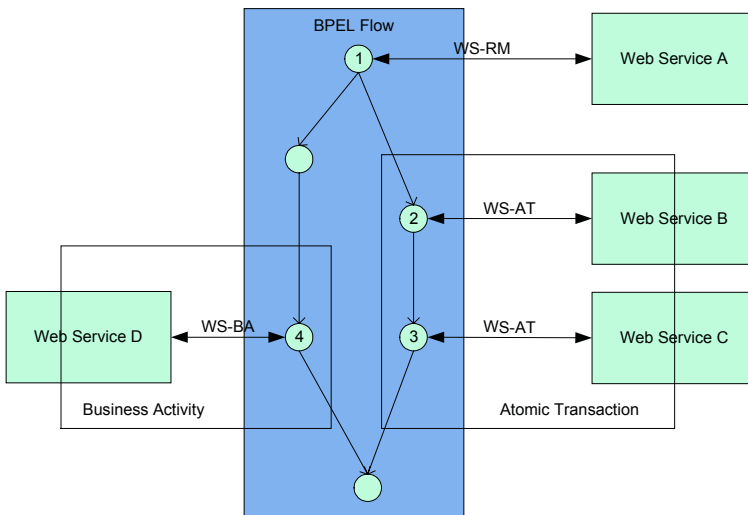 BPEL Flow
1
WS-RM
Web Service A
2
WS-AT
Web Service B
Web Service D
WS-BA
4
3
WS-AT
Web Service C
Business Activity
Atomic Transaction